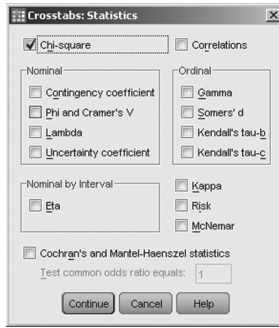 Crosstabs: Statistics
Chi-square
Correlations
Nominal
Contingency coefficient
Phi and Cramer's V
Lambda
Uncertainty coefficient
Ordinal
Gamma
Somers' d
Kendall's tau-b
Kendall's tau-c
Nominal by Interval
Eta
Kappa
Risk
McNemar
Cochran's and Mantel-Haenszel statistics
Test common odds ratio equals: 1
Continue Cancel Help